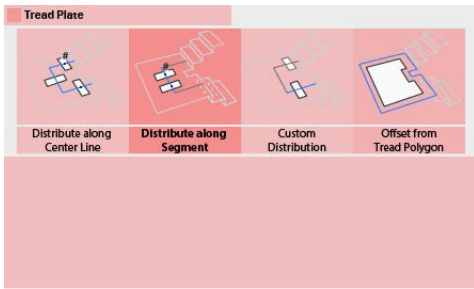 Tread Plate
#
#
Distribute along
Center Line
Distribute along
Segment
Custom
Distribution
Offset from
Tread Polygon